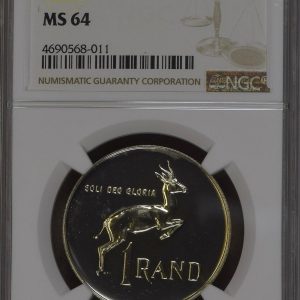 MS 64
4690568-011
NUMISMATIC GUARANTY CORPORATION
NGC
SOLI DEO GLORIA
1 RAND